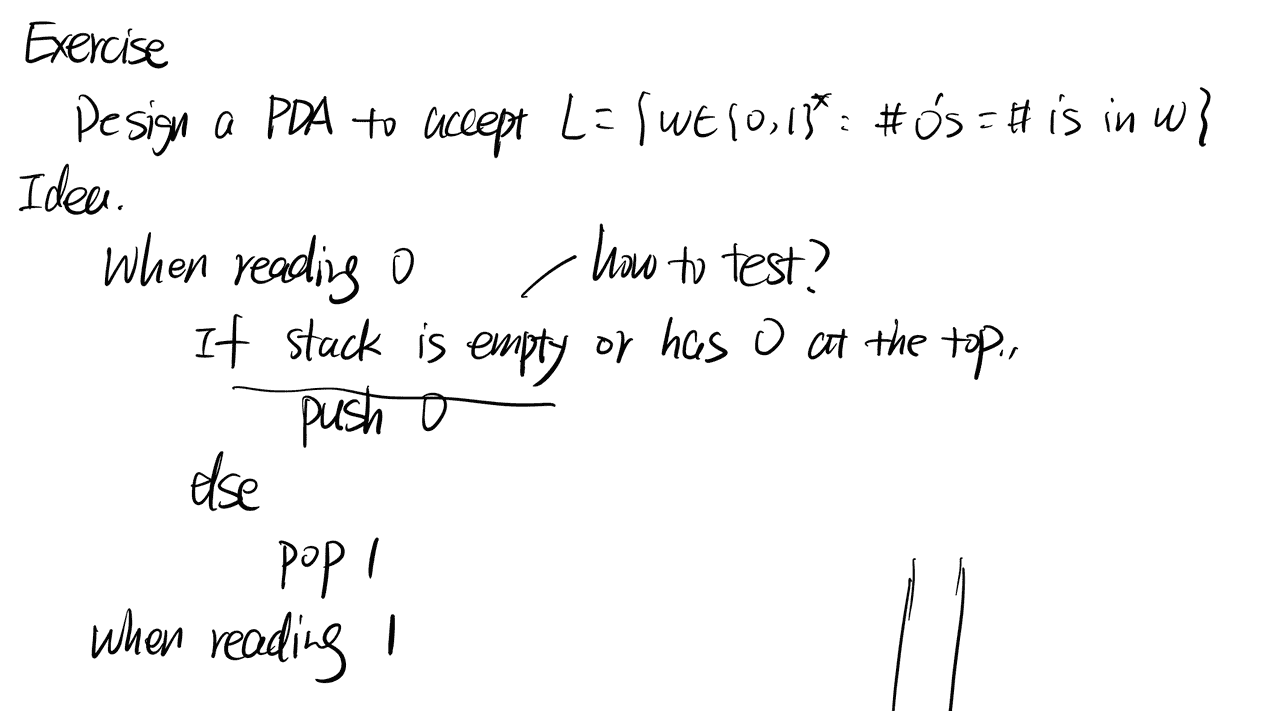 Exercise
Design a PDA to accept L = {w∈{0,1}* : # 0's = # 1s in w}
Idea.
When reading 0
how to test?
If stack is empty or has 0 at the top.,
push 0
else
pop 1
when reading 1